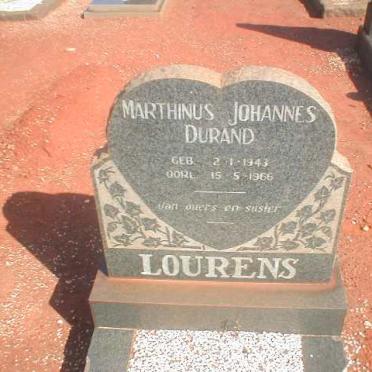 MARTHINUS JOHANNES
DURAND
GEB. 2-1-1943
OORL. 15-5-1966
Van ouers en suster
LOURENS